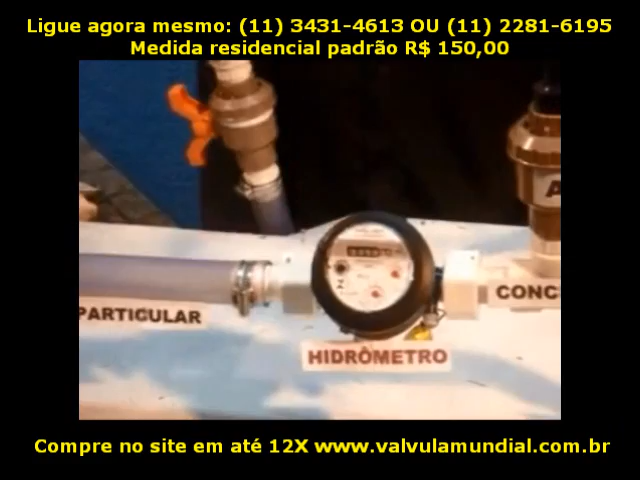 Ligue agora mesmo: (11) 3431-4613 OU (11) 2281-6195
Medida residencial padrão R$ 150,00
PARTICULAR
HIDRÔMETRO
CONC
A
Compre no site em até 12X www.valvulamundial.com.br